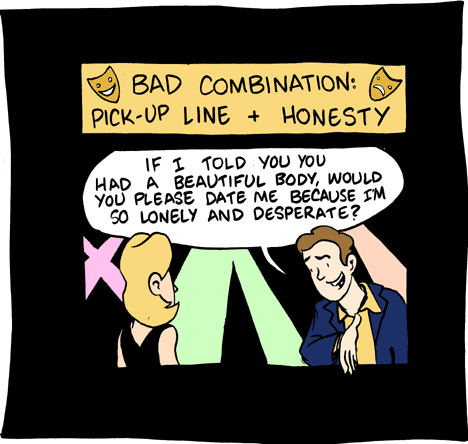 BAD COMBINATION:
PICK-UP LINE + HONESTY
IF I TOLD YOU YOU
HAD A BEAUTIFUL BODY, WOULD
YOU PLEASE DATE ME BECAUSE I'M
SO LONELY AND DESPERATE?